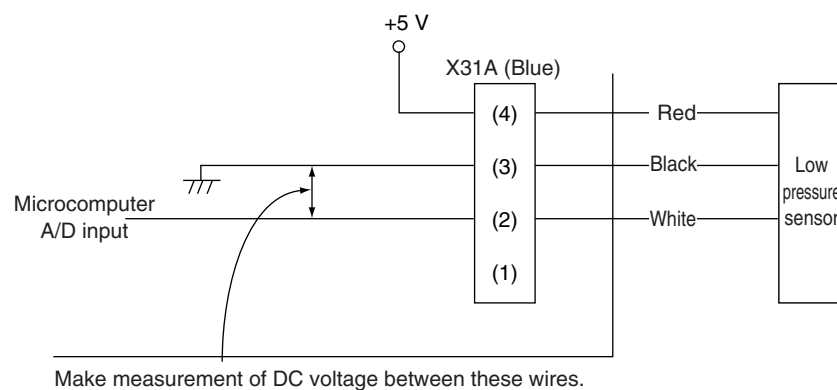 +5 V
X31A (Blue)
(4)
Red
(3)
Black
Low
pressure
sensor
Microcomputer
A/D input
(2)
White
(1)
Make measurement of DC voltage between these wires.